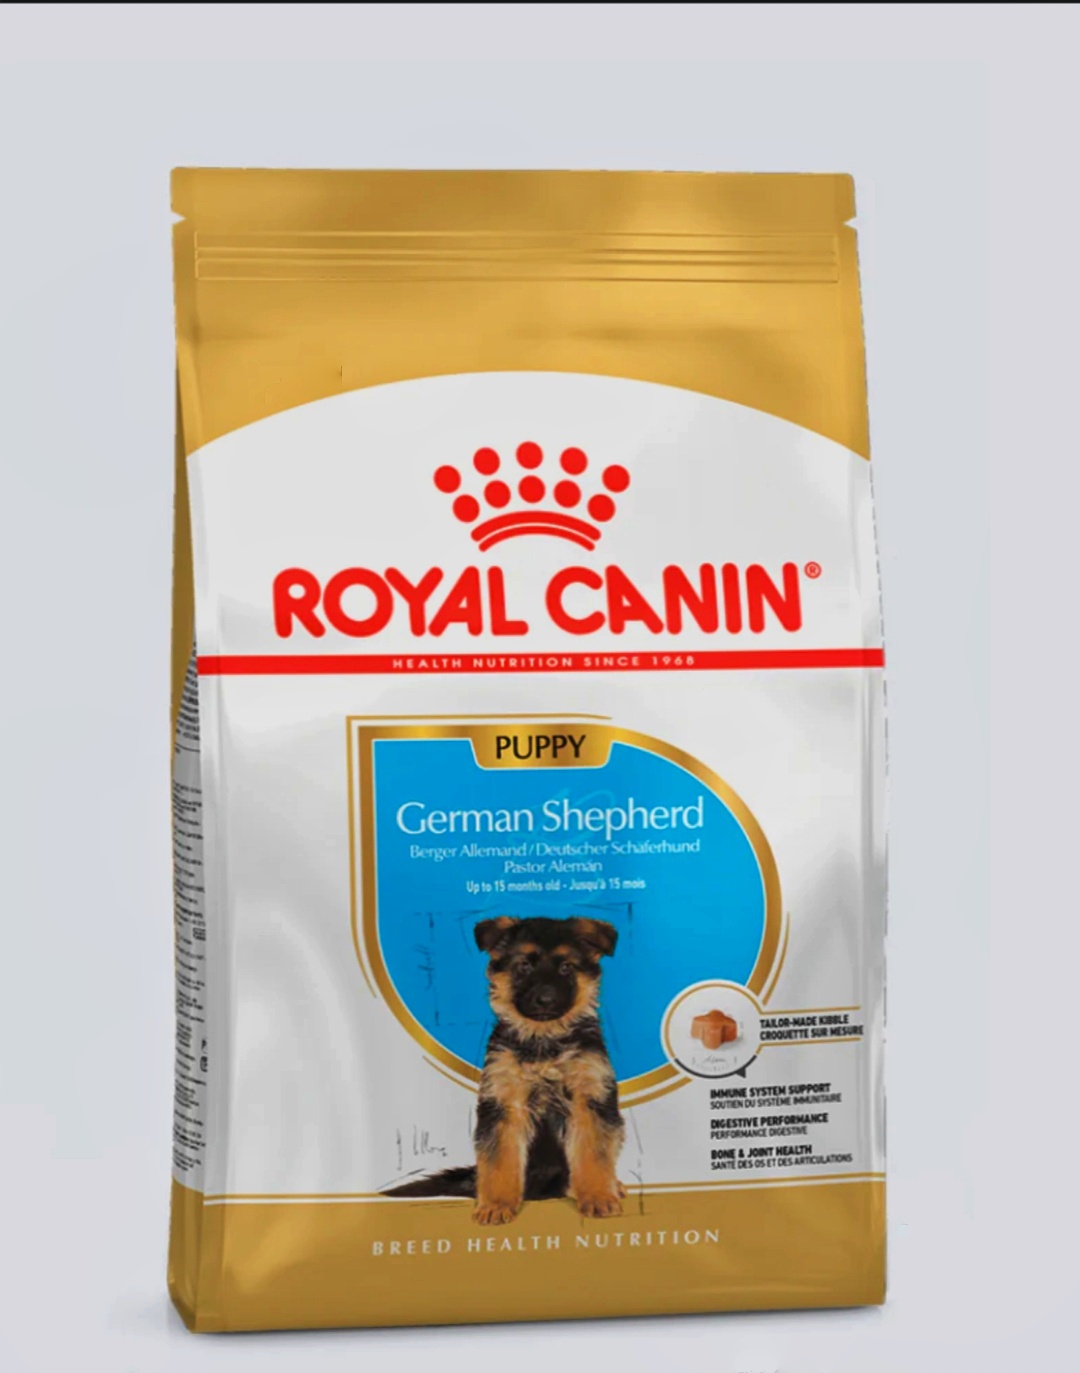 ROYAL CANIN®
HEALTH NUTRITION SINCE 1968
PUPPY
German Shepherd
Berger Allemand / Deutscher Schäferhund
Pastor Alemán
Up to 15 months old - Jusqu'à 15 mois
TAILOR-MADE KIBBLE
CROQUETTE SUR MESURE
IMMUNE SYSTEM SUPPORT
SOUTIEN DU SYSTÈME IMMUNITAIRE
DIGESTIVE PERFORMANCE
PERFORMANCE DIGESTIVE
BONE & JOINT HEALTH
SANTÉ DES OS ET DES ARTICULATIONS
BREED HEALTH NUTRITION